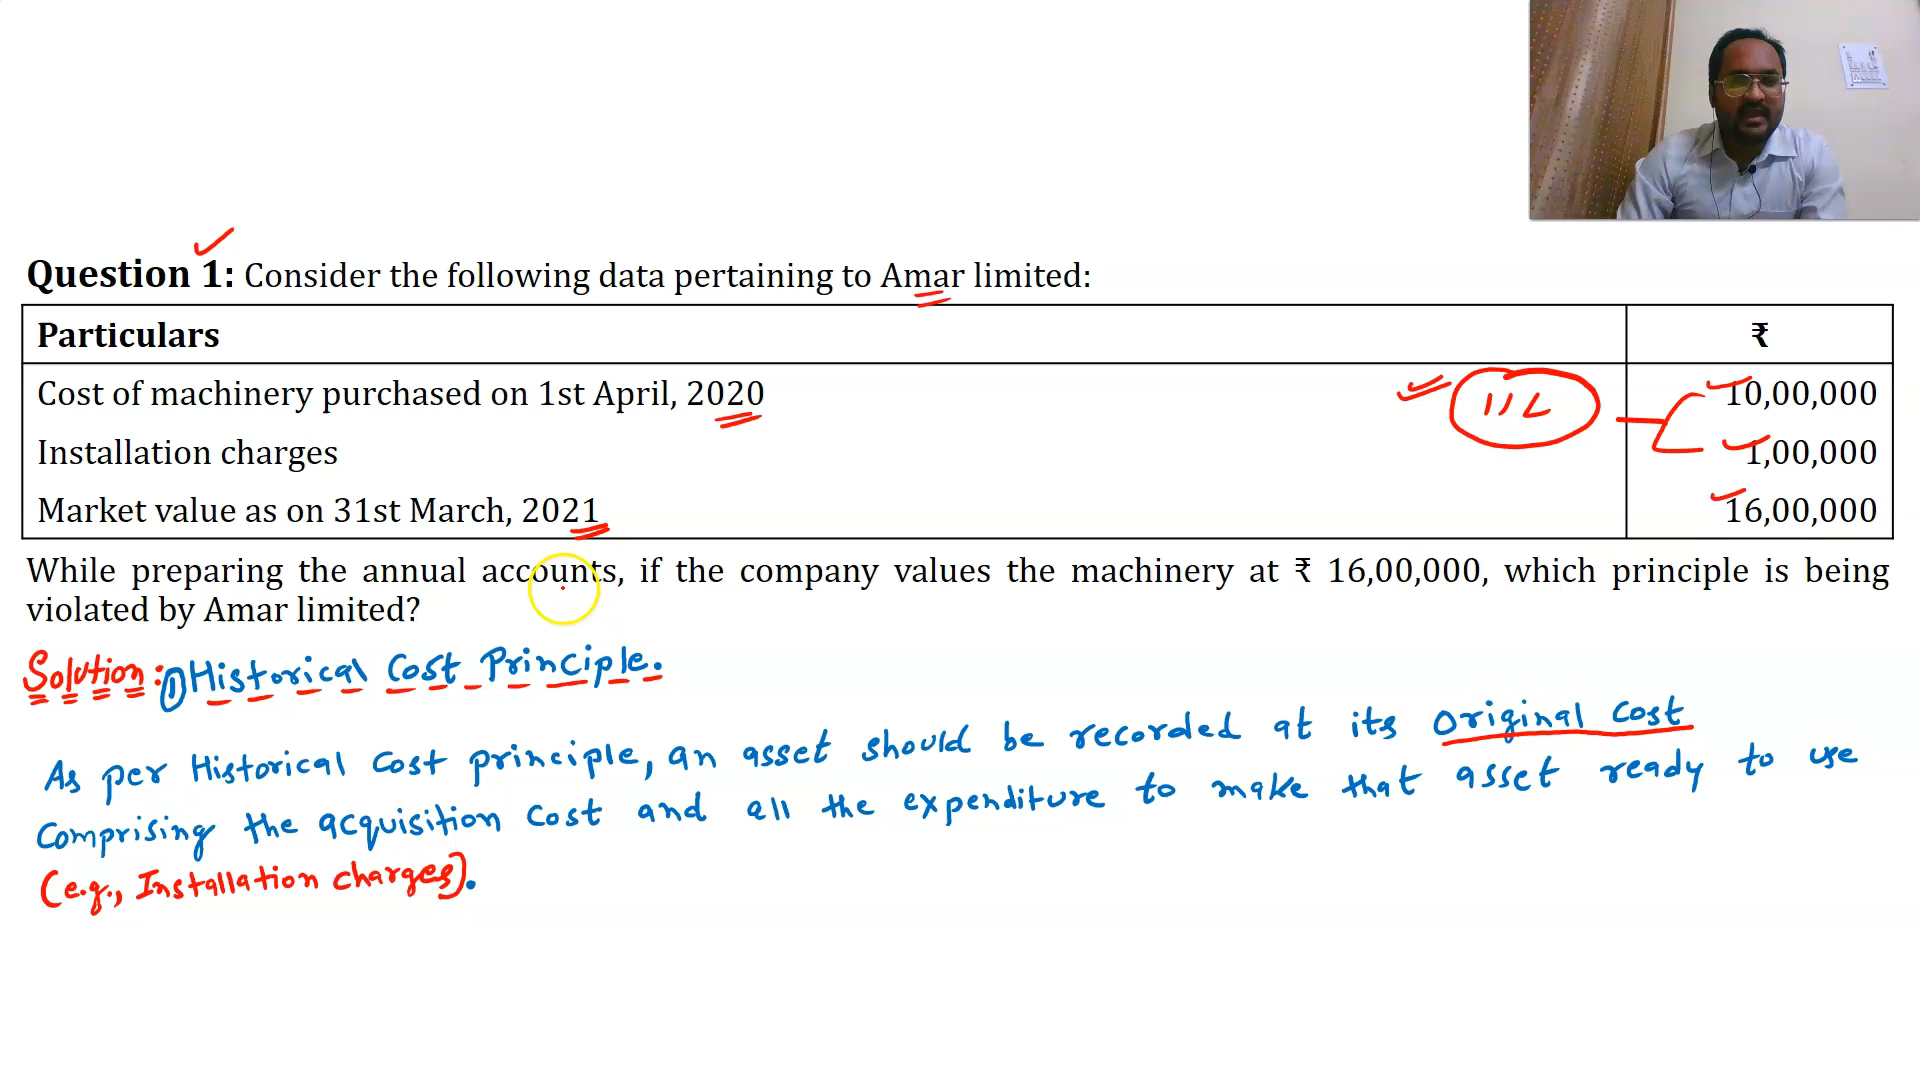 Question 1: Consider the following data pertaining to Amar limited:
Particulars ₹
Cost of machinery purchased on 1st April, 2020 11L 10,00,000
Installation charges 1,00,000
Market value as on 31st March, 2021 16,00,000
While preparing the annual accounts, if the company values the machinery at ₹ 16,00,000, which principle is being
violated by Amar limited?
Solution: ① Historical Cost Principle.
As per Historical cost principle, an asset should be recorded at its original cost
comprising the acquisition cost and all the expenditure to make that asset ready to use
(e.g., Installation charges).